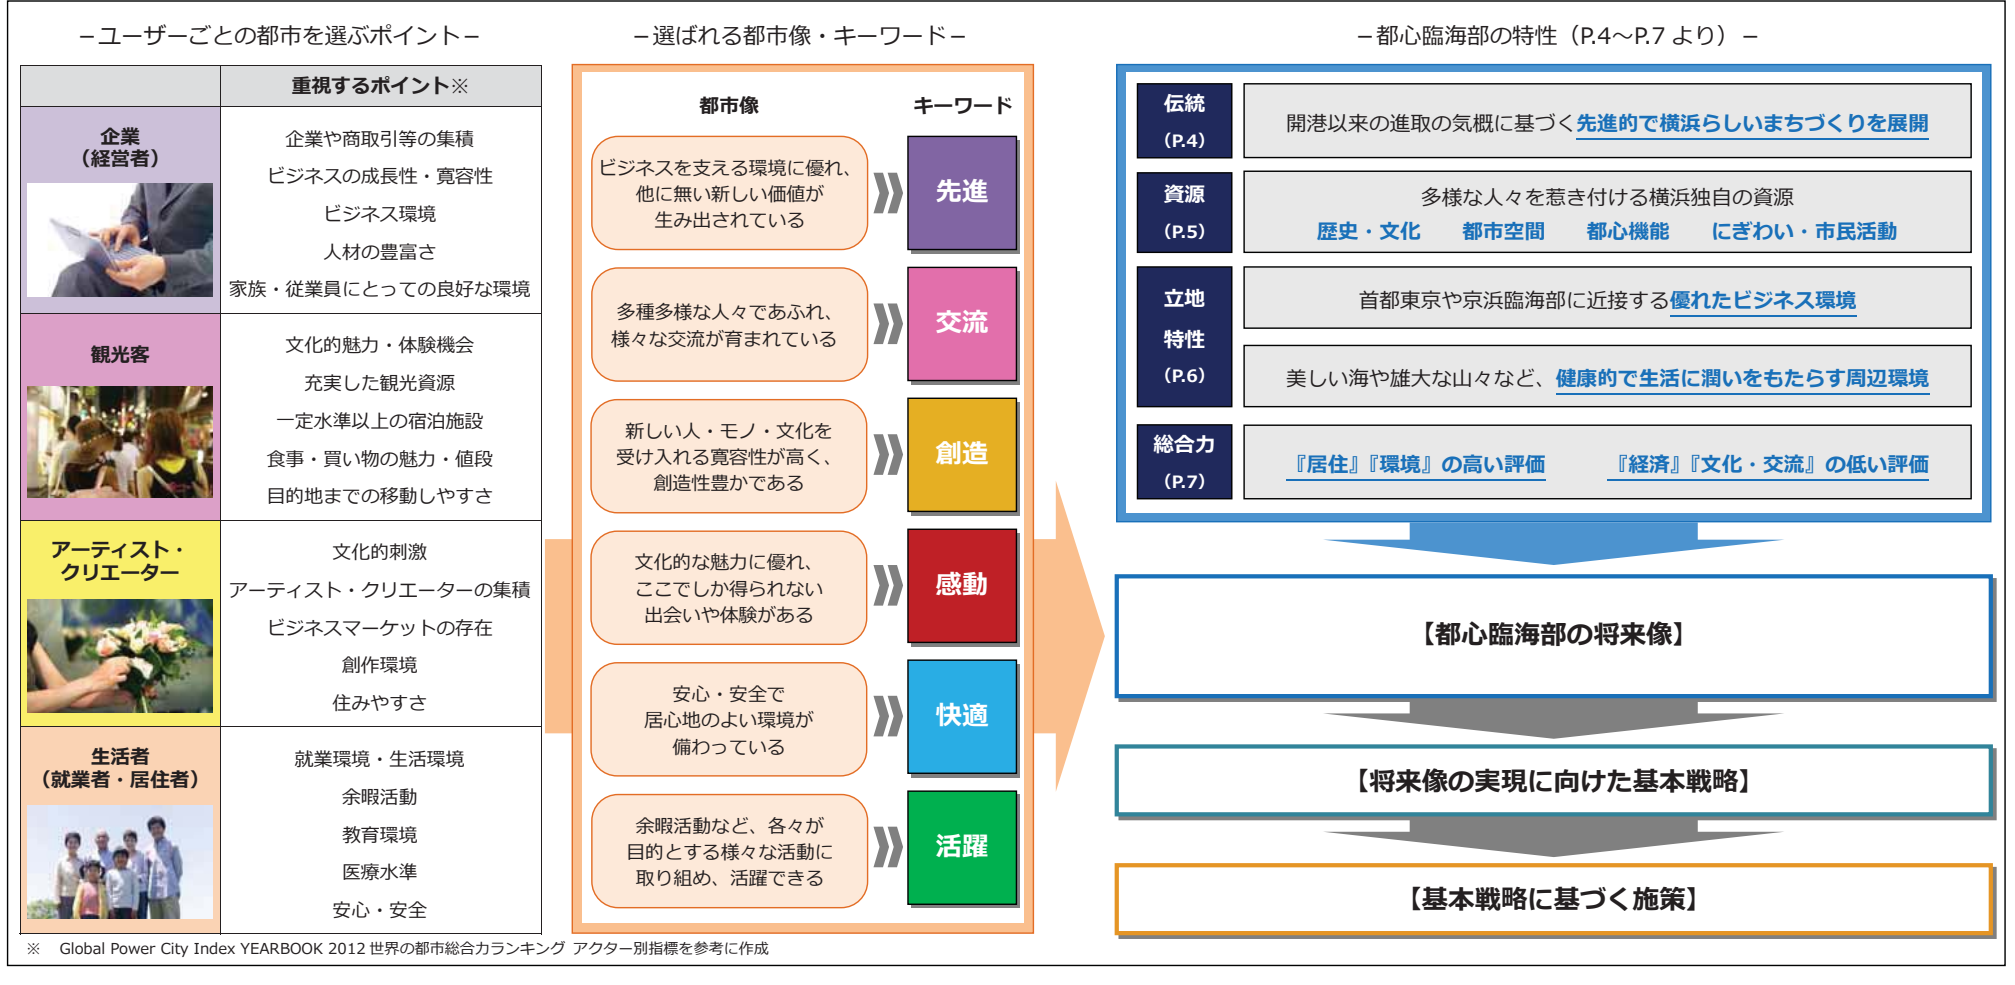 －ユーザーごとの都市を選ぶポイント－
重視するポイント※
企業
（経営者）
企業や商取引等の集積
ビジネスの成長性・寛容性
ビジネス環境
人材の豊富さ
家族・従業員にとっての良好な環境
観光客
文化的魅力・体験機会
充実した観光資源
一定水準以上の宿泊施設
食事・買い物の魅力・値段
目的地までの移動しやすさ
アーティスト・
クリエーター
文化的刺激
アーティスト・クリエーターの集積
ビジネスマーケットの存在
創作環境
住みやすさ
生活者
（就業者・居住者）
就業環境・生活環境
余暇活動
教育環境
医療水準
安心・安全
※　Global Power City Index YEARBOOK 2012 世界の都市総合力ランキング アクター別指標を参考に作成
－選ばれる都市像・キーワード－
都市像
キーワード
ビジネスを支える環境に優れ、
他に無い新しい価値が
生み出されている
先進
多種多様な人々であふれ、
様々な交流が育まれている
交流
新しい人・モノ・文化を
受け入れる寛容性が高く、
創造性豊かである
創造
文化的な魅力に優れ、
ここでしか得られない
出会いや体験がある
感動
安心・安全で
居心地のよい環境が
備わっている
快適
余暇活動など、各々が
目的とする様々な活動に
取り組め、活躍できる
活躍
－都心臨海部の特性（P.4～P.7 より）－
伝統
（P.4）
開港以来の進取の気概に基づく先進的で横浜らしいまちづくりを展開
資源
（P.5）
多様な人々を惹き付ける横浜独自の資源
歴史・文化　都市空間　都心機能　にぎわい・市民活動
立地
特性
（P.6）
首都東京や京浜臨海部に近接する優れたビジネス環境
美しい海や雄大な山々など、健康的で生活に潤いをもたらす周辺環境
総合力
（P.7）
『居住』『環境』の高い評価　『経済』『文化・交流』の低い評価
【都心臨海部の将来像】
【将来像の実現に向けた基本戦略】
【基本戦略に基づく施策】